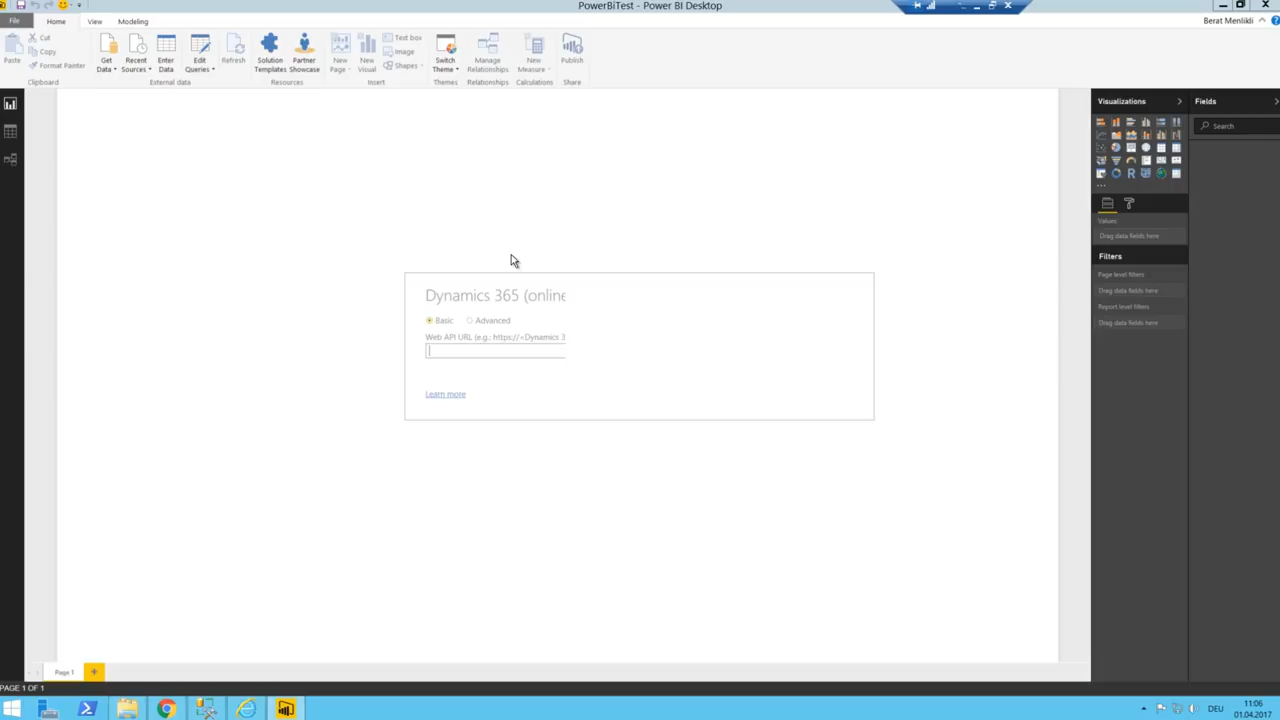 PowerBiTest - Power BI Desktop
File
Home
View
Modeling
Berat Menlikli
Paste
Cut
Copy
Format Painter
Clipboard
Get Data
Recent Sources
Enter Data
Edit Queries
Refresh
External data
Solution Templates
Partner Showcase
Resources
New Page
New Visual
Text box
Image
Shapes
Insert
Switch Theme
Themes
Manage Relationships
Relationships
New Measure
Calculations
Publish
Share
Dynamics 365 (online
Basic
Advanced
Web API URL (e.g.: https://<Dynamics 3
Learn more
Visualizations
Values
Drag data fields here
Filters
Page level filters
Drag data fields here
Report level filters
Drag data fields here
Fields
Search
Page 1
PAGE 1 OF 1
DEU
11:06
01.04.2017